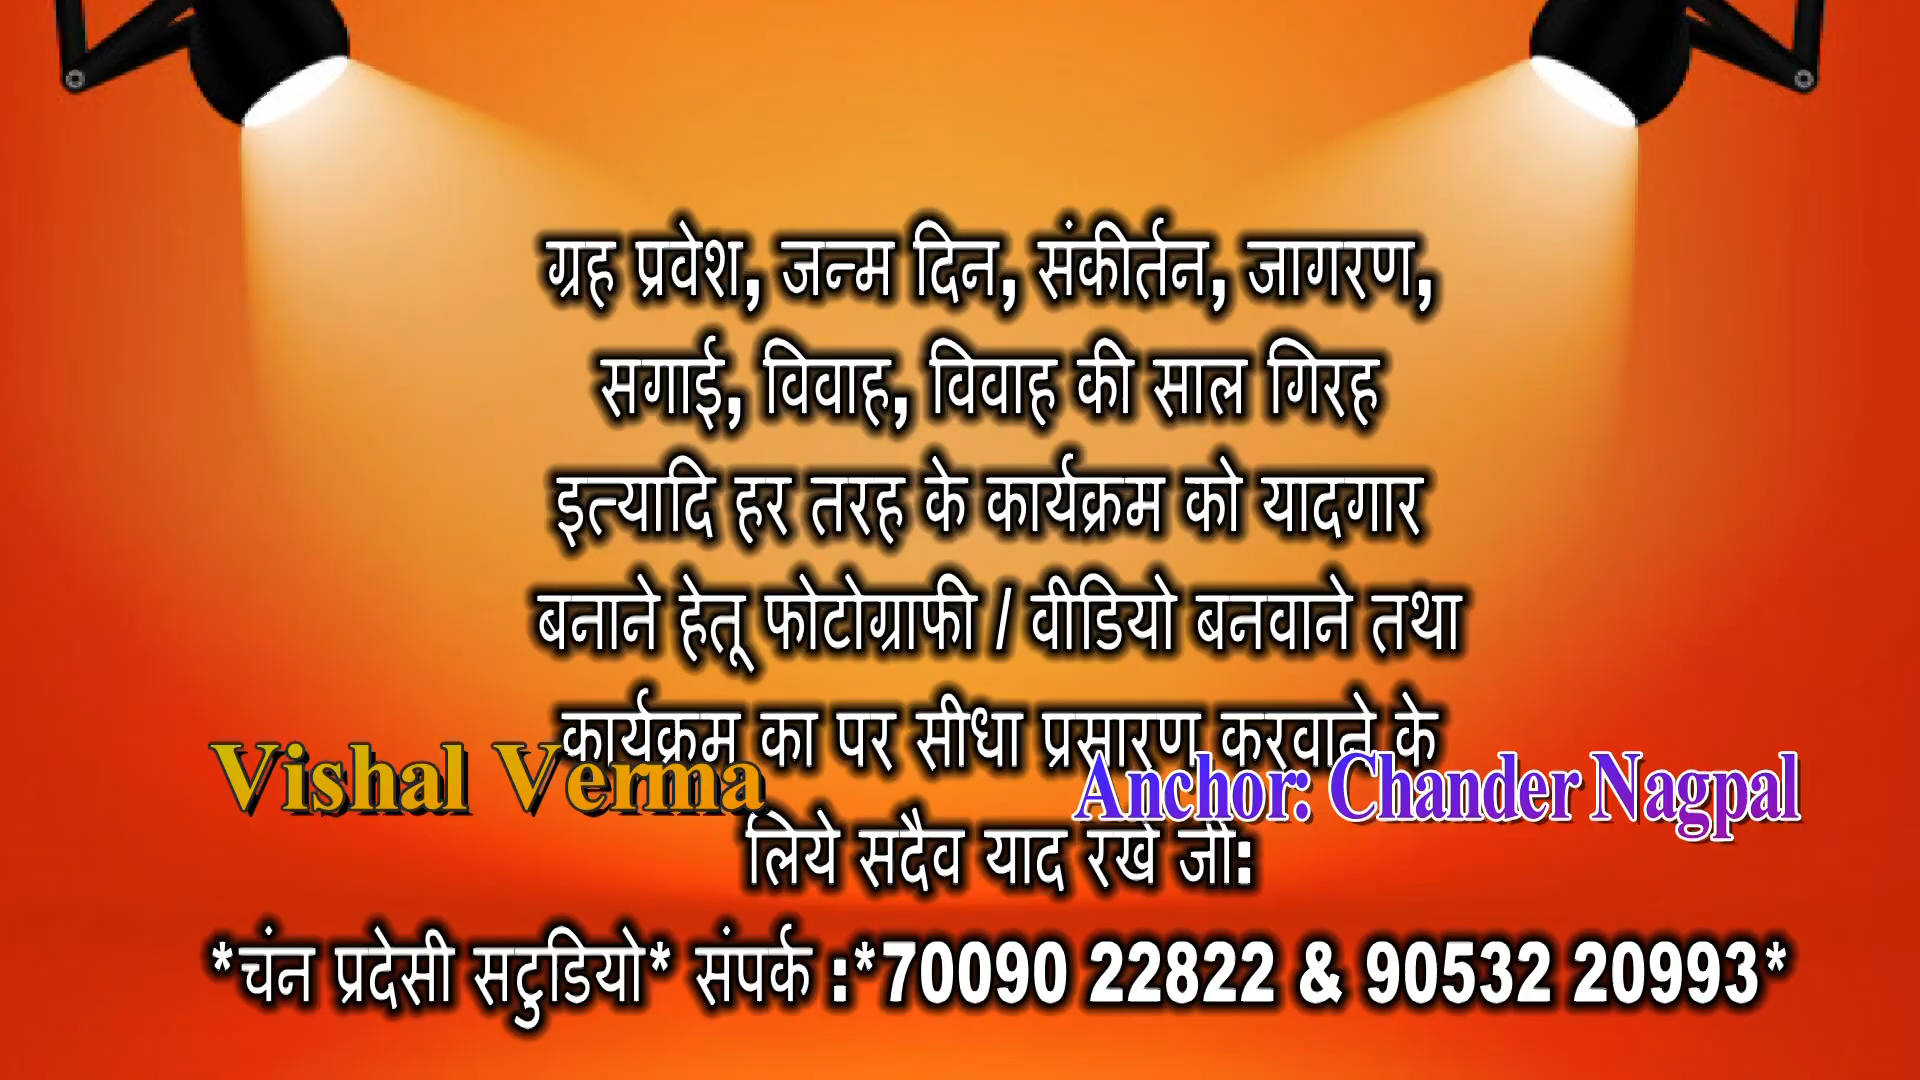 ग्रह प्रवेश, जन्म दिन, संकीर्तन, जागरण,
सगाई, विवाह, विवाह की साल गिरह
इत्यादि हर तरह के कार्यक्रम को यादगार
बनाने हेतू फोटोग्राफी / वीडियो बनवाने तथा
कार्यक्रम का पर सीधा प्रसारण करवाने के
Vishal Verma
Anchor: Chander Nagpal
लिये सदैव याद रखे जी:
*चंन प्रदेसी सटुडियो* संपर्क :*70090 22822 & 90532 20993*